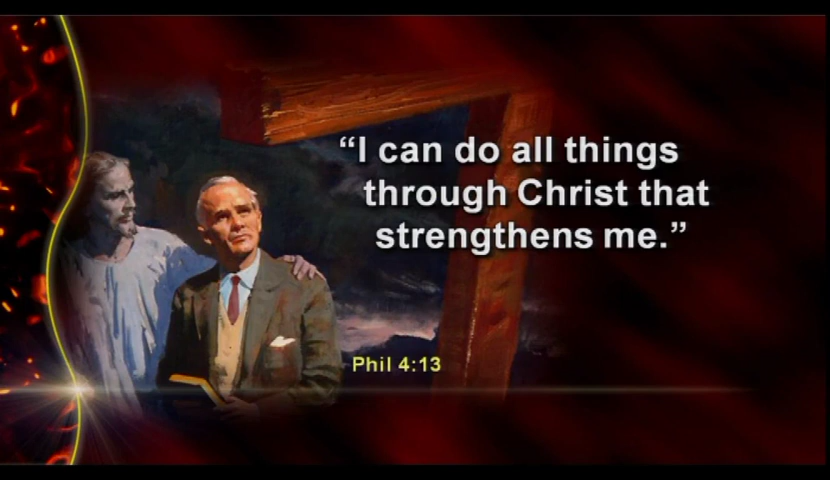 “I can do all things
through Christ that
strengthens me.”
Phil 4:13